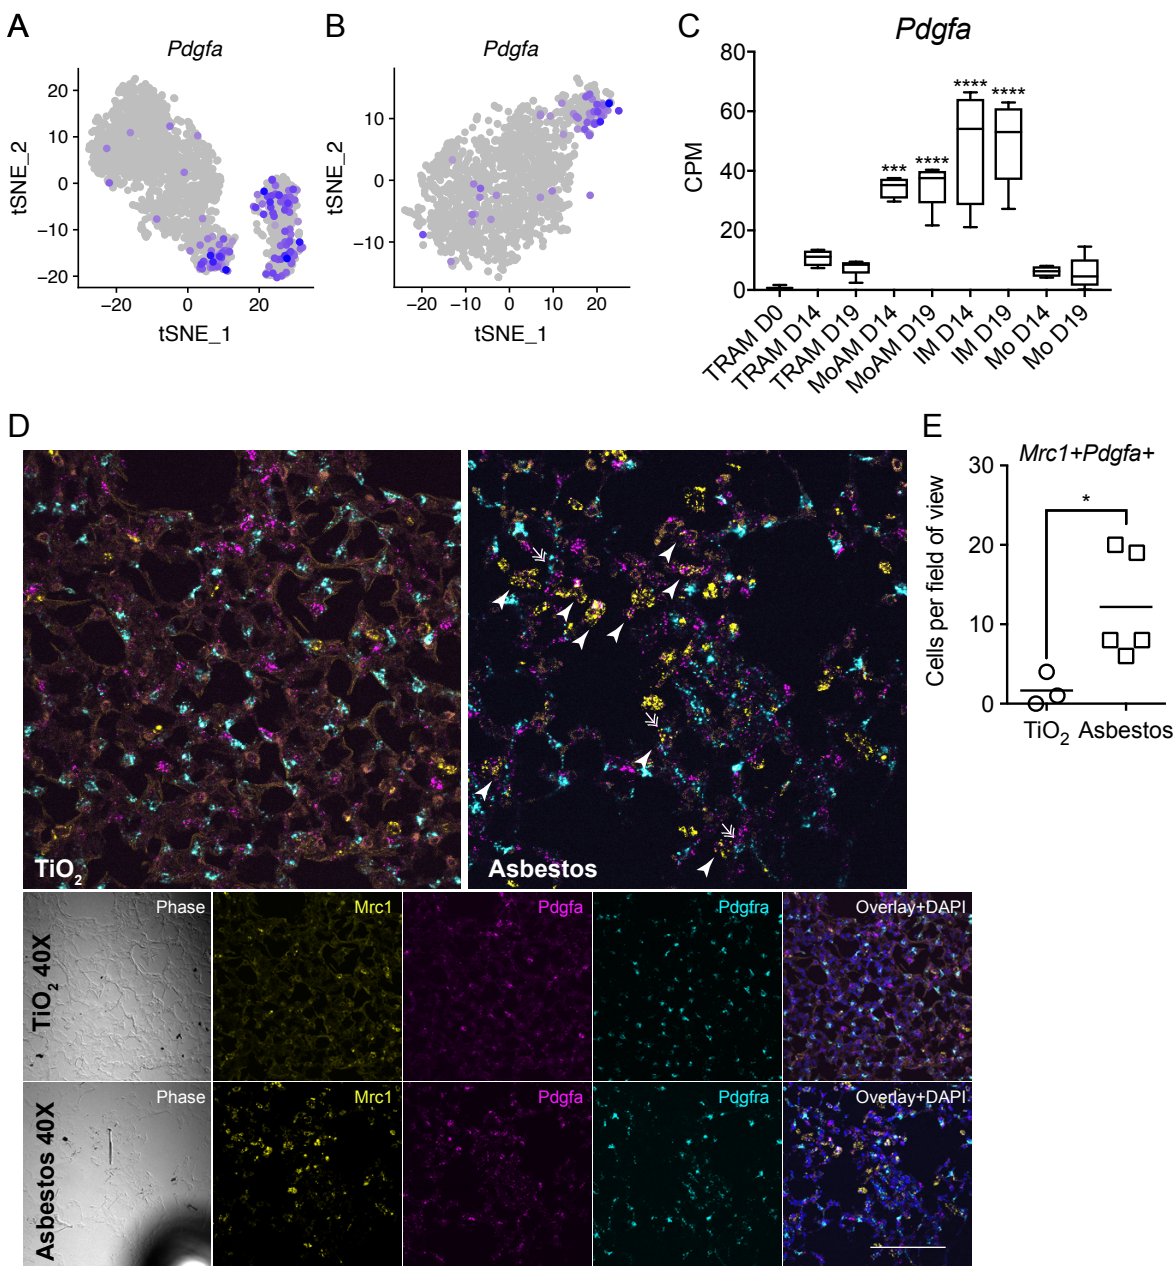 A
Pdgfa
tSNE_2
20
10
0
−10
−20
−20
0
20
tSNE_1
B
Pdgfa
tSNE_2
10
0
−10
−20
−10
0
10
20
tSNE_1
C
Pdgfa
CPM
80
60
40
20
0
***
****
****
****
TRAM D0
TRAM D14
TRAM D19
MoAM D14
MoAM D19
IM D14
IM D19
Mo D14
Mo D19
D
TiO2
Asbestos
TiO2 40X
Phase
Mrc1
Pdgfa
Pdgfra
Overlay+DAPI
Asbestos 40X
Phase
Mrc1
Pdgfa
Pdgfra
Overlay+DAPI
E
Mrc1+Pdgfa+
Cells per field of view
30
20
10
0
*
TiO2 Asbestos